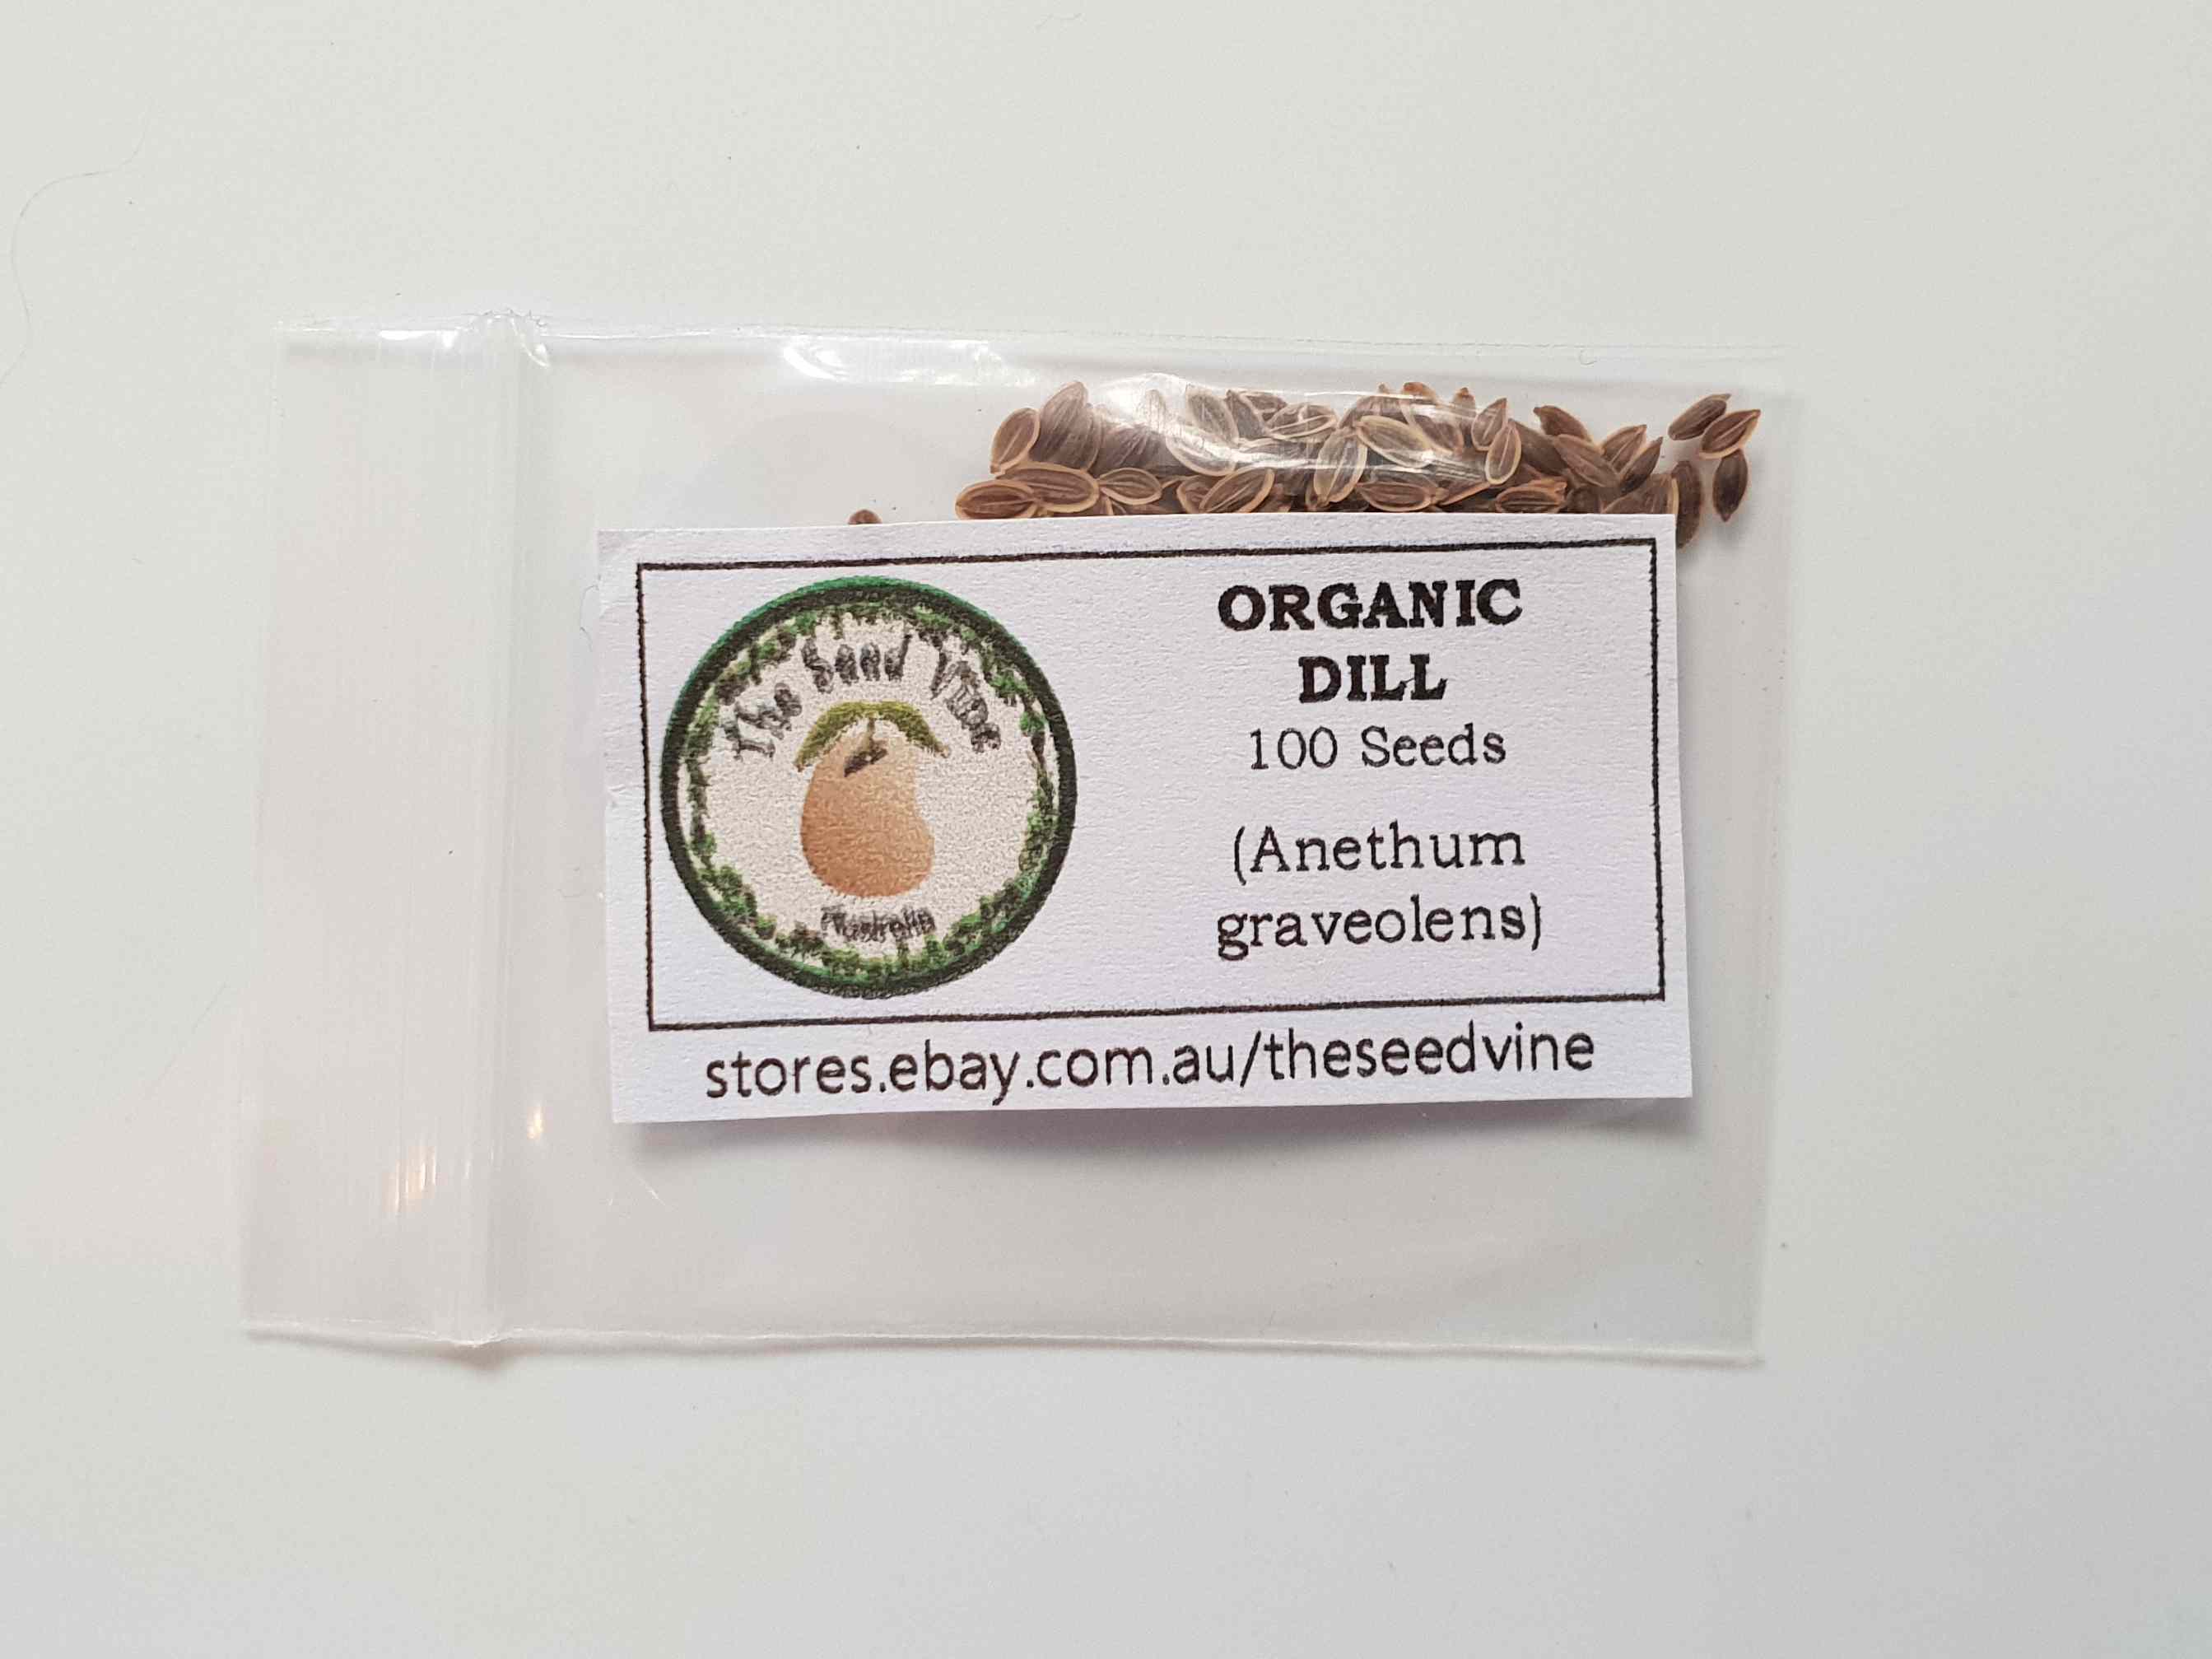 The Seed Vine
Australia
ORGANIC
DILL
100 Seeds
(Anethum
graveolens)
stores.ebay.com.au/theseedvine